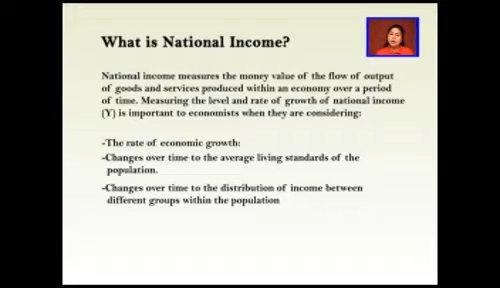 What is National Income?
National income measures the money value of the flow of output
of goods and services produced within an economy over a period
of time. Measuring the level and rate of growth of national income
(Y) is important to economists when they are considering:
-The rate of economic growth:
-Changes over time to the average living standards of the
population.
-Changes over time to the distribution of income between
different groups within the population